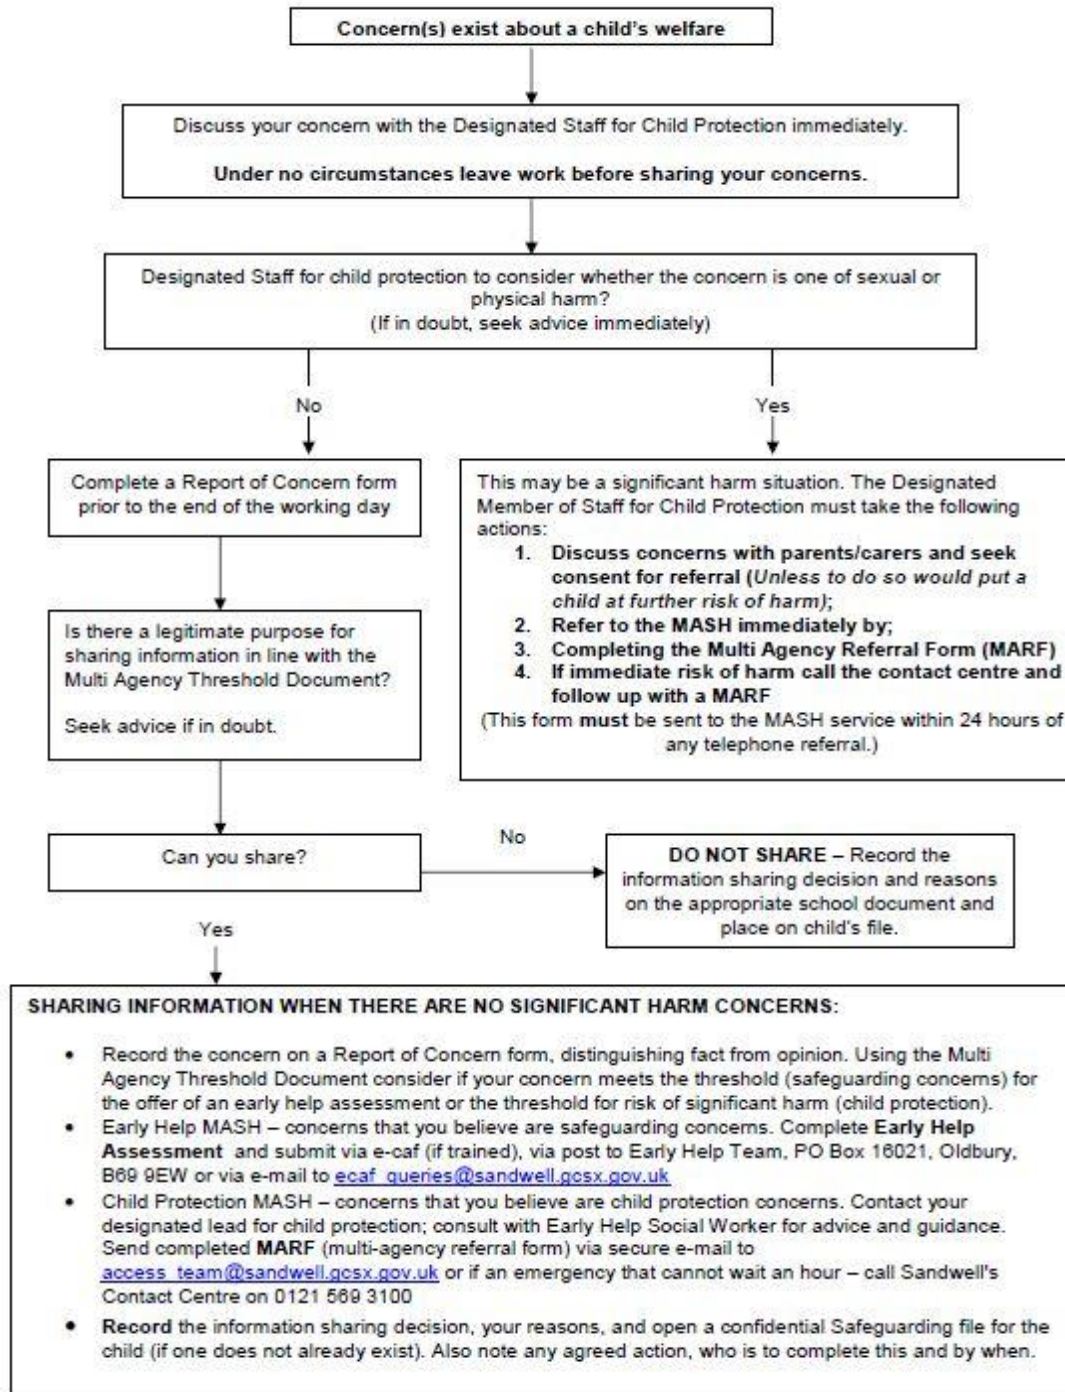 Concern(s) exist about a child's welfare
Discuss your concern with the Designated Staff for Child Protection immediately.
Under no circumstances leave work before sharing your concerns.
Designated Staff for child protection to consider whether the concern is one of sexual or
physical harm?
(If in doubt, seek advice immediately)
No
Yes
Complete a Report of Concern form
prior to the end of the working day
This may be a significant harm situation. The Designated
Member of Staff for Child Protection must take the following
actions:
1. Discuss concerns with parents/carers and seek
consent for referral (Unless to do so would put a
child at further risk of harm);
2. Refer to the MASH immediately by;
3. Completing the Multi Agency Referral Form (MARF)
4. If immediate risk of harm call the contact centre and
follow up with a MARF
(This form must be sent to the MASH service within 24 hours of
any telephone referral.)
Is there a legitimate purpose for
sharing information in line with the
Multi Agency Threshold Document?
Seek advice if in doubt.
Can you share?
No
DO NOT SHARE – Record the
information sharing decision and reasons
on the appropriate school document and
place on child's file.
Yes
SHARING INFORMATION WHEN THERE ARE NO SIGNIFICANT HARM CONCERNS:
• Record the concern on a Report of Concern form, distinguishing fact from opinion. Using the Multi
Agency Threshold Document consider if your concern meets the threshold (safeguarding concerns) for
the offer of an early help assessment or the threshold for risk of significant harm (child protection).
• Early Help MASH – concerns that you believe are safeguarding concerns. Complete Early Help
Assessment and submit via e-caf (if trained), via post to Early Help Team, PO Box 16021, Oldbury,
B69 9EW or via e-mail to ecaf_queries@sandwell.gcsx.gov.uk
• Child Protection MASH – concerns that you believe are child protection concerns. Contact your
designated lead for child protection; consult with Early Help Social Worker for advice and guidance.
Send completed MARF (multi-agency referral form) via secure e-mail to
access_team@sandwell.gcsx.gov.uk or if an emergency that cannot wait an hour – call Sandwell's
Contact Centre on 0121 569 3100
• Record the information sharing decision, your reasons, and open a confidential Safeguarding file for the
child (if one does not already exist). Also note any agreed action, who is to complete this and by when.